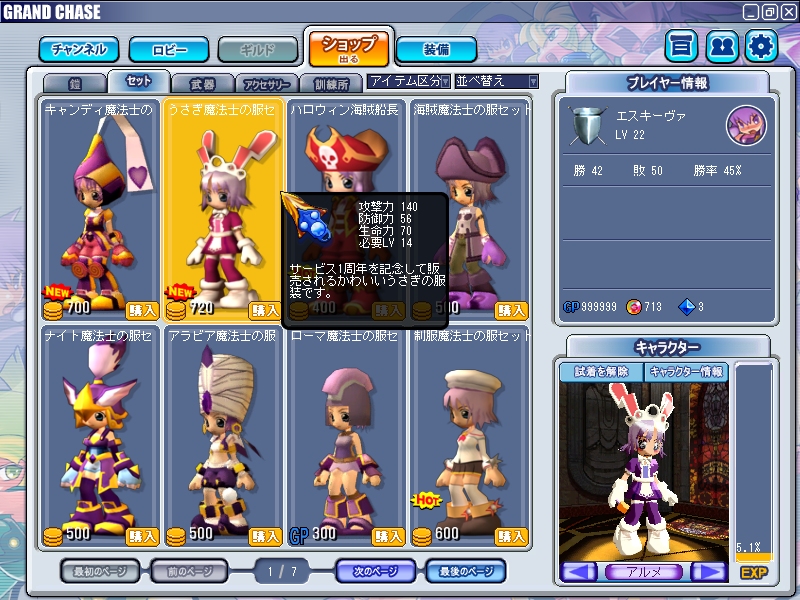 GRAND CHASE
チャンネル
ロビー
ギルド
ショップ
出る
装備
鎧
セット
武器
アクセサリー
訓練所
アイテム区分
並べ替え
キャンディ魔法士の
うさぎ魔法士の服セ
ハロウィン海賊船長
海賊魔法士の服セット
NEW
700
購入
NEW
720
購入
400
購入
500
購入
攻撃力 140
防御力 56
生命力 70
必要LV 14
サービス1周年を記念して販
売されるかわいいうさぎの服
装です。
ナイト魔法士の服セ
アラビア魔法士の服
ローマ魔法士の服セ
制服魔法士の服セット
500
購入
500
購入
GP 300
購入
HOT
600
購入
最初のページ
前のページ
1 / 7
次のページ
最後のページ
プレイヤー情報
エスキーヴァ
LV 22
勝 42
敗 50
勝率 45%
GP 999999
713
3
キャラクター
試着を解除
キャラクター情報
アルメ
5.1%
EXP